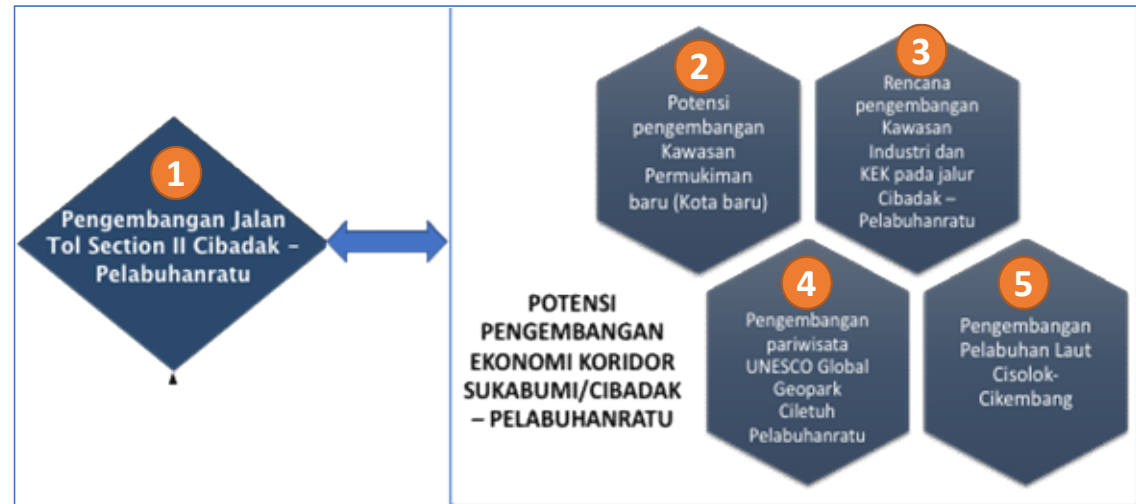 1
Pengembangan Jalan
Tol Section II Cibadak –
Pelabuhanratu
2
Potensi
pengembangan
Kawasan
Permukiman
baru (Kota baru)
3
Rencana
pengembangan
Kawasan
Industri dan
KEK pada jalur
Cibadak –
Pelabuhanratu
POTENSI
PENGEMBANGAN
EKONOMI KORIDOR
SUKABUMI/CIBADAK
– PELABUHANRATU
4
Pengembangan
pariwisata
UNESCO Global
Geopark
Ciletuh
Pelabuhanratu
5
Pengembangan
Pelabuhan Laut
Cisolok-
Cikembang